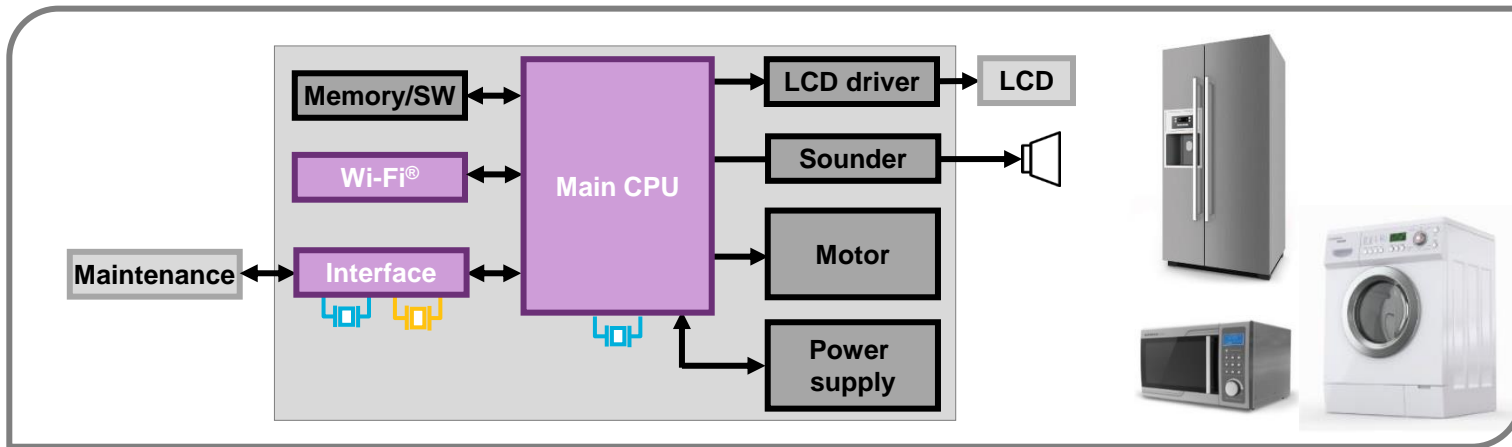 Memory/SW
Wi-Fi®
Interface
Maintenance
Main CPU
LCD driver
LCD
Sounder
Motor
Power
supply